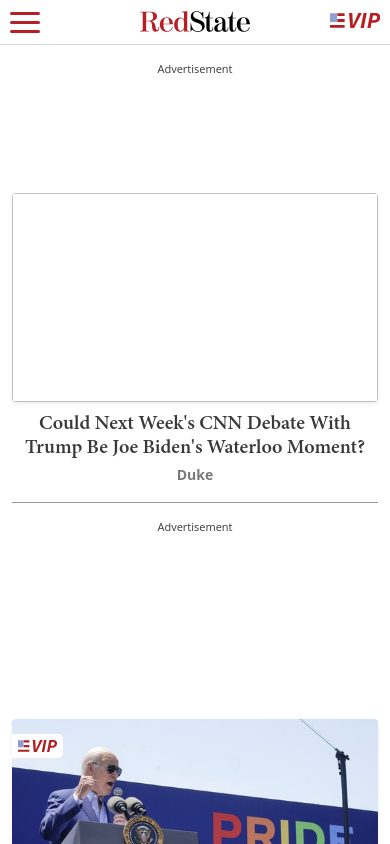 RedState
VIP
Advertisement
Could Next Week's CNN Debate With
Trump Be Joe Biden's Waterloo Moment?
Duke
Advertisement
VIP
PRIDE